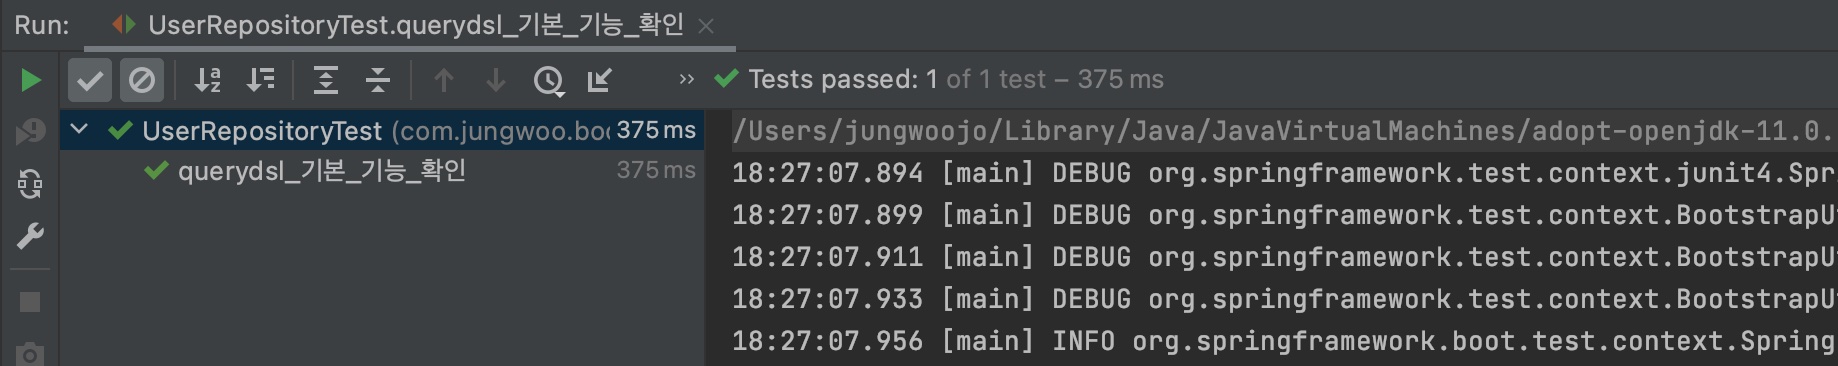 Run: UserRepositoryTest.querydsl_기본_기능_확인
Tests passed: 1 of 1 test – 375 ms
UserRepositoryTest (com.jungwoo.boo 375 ms
querydsl_기본_기능_확인 375 ms
/Users/jungwoojo/Library/Java/JavaVirtualMachines/adopt-openjdk-11.0.
18:27:07.894 [main] DEBUG org.springframework.test.context.junit4.Spr
18:27:07.899 [main] DEBUG org.springframework.test.context.BootstrapU
18:27:07.911 [main] DEBUG org.springframework.test.context.BootstrapU
18:27:07.933 [main] DEBUG org.springframework.test.context.BootstrapU
18:27:07.956 [main] INFO org.springframework.boot.test.context.Spring